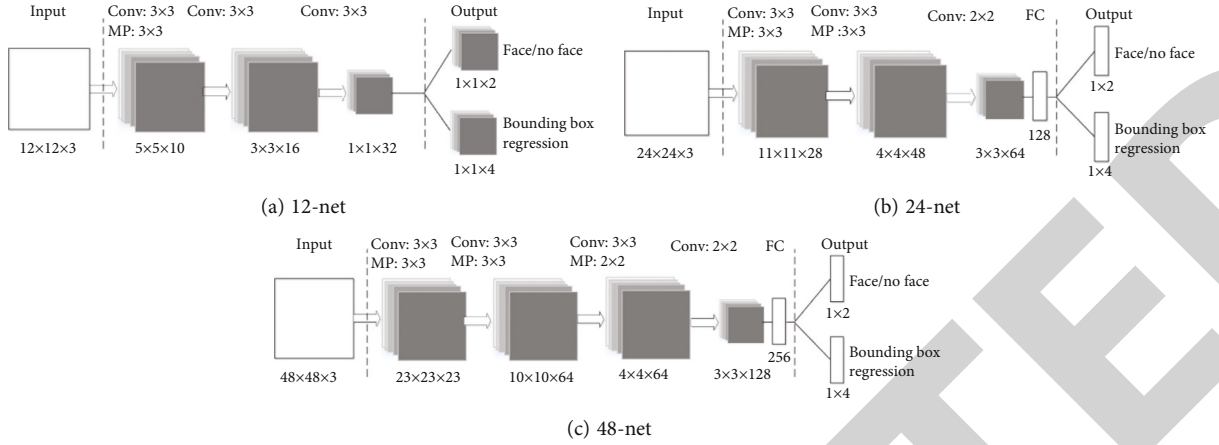 Input
Conv: 3×3
MP: 3×3
Conv: 3×3
Conv: 3×3
Output
Face/no face
1×1×2
Bounding box
regression
1×1×4
12×12×3
5×5×10
3×3×16
1×1×32
(a) 12-net
Input
Conv: 3×3
MP: 3×3
Conv: 3×3
MP :3×3
Conv: 2×2
FC
Output
Face/no face
1×2
Bounding box
regression
1×4
128
24×24×3
11×11×28
4×4×48
3×3×64
(b) 24-net
Input
Conv: 3×3
MP: 3×3
Conv: 3×3
MP: 3×3
Conv: 3×3
MP: 2×2
Conv: 2×2
FC
Output
Face/no face
1×2
Bounding box
regression
1×4
256
48×48×3
23×23×23
10×10×64
4×4×64
3×3×128
(c) 48-net
TED